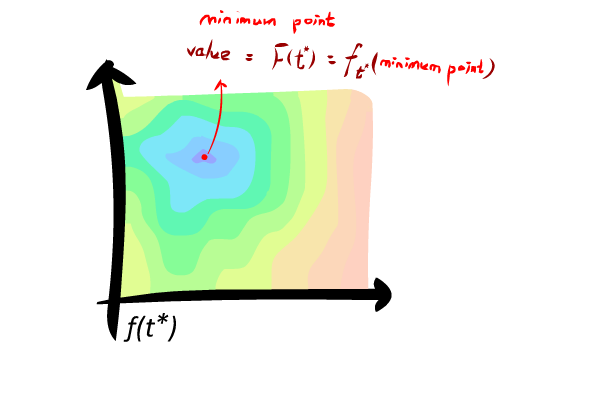 minimum point
value = F(t*) = f_t*(minimum point)
f(t*)